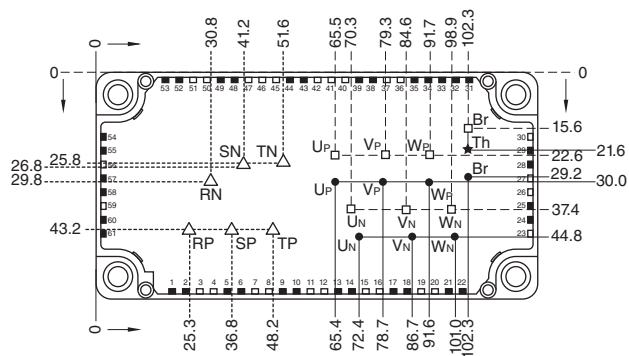 0 30.8 41.2 51.6 65.5 70.3 79.3 84.6 91.7 98.9 102.3
0 0
53 52 51 50 49 48 47 46 45 44 43 42 41 40 39 38 37 36 35 34 33 32 31
Br 15.6
54 30
Th
UP VP WP 29 21.6
55 SN TN 22.6
25.8
26.8 56 28
Br 29.2
29.8 57 RN UP VP WP 27 30.0
58 26
59 25 37.4
UN VN WN
60 24
43.2 61 RP SP TP UN VN WN 23 44.8
1 2 3 4 5 6 7 8 9 10 11 12 13 14 15 16 17 18 19 20 21 22
0 25.3 36.8 48.2 65.4 72.4 78.7 86.7 91.6 101.0 102.3